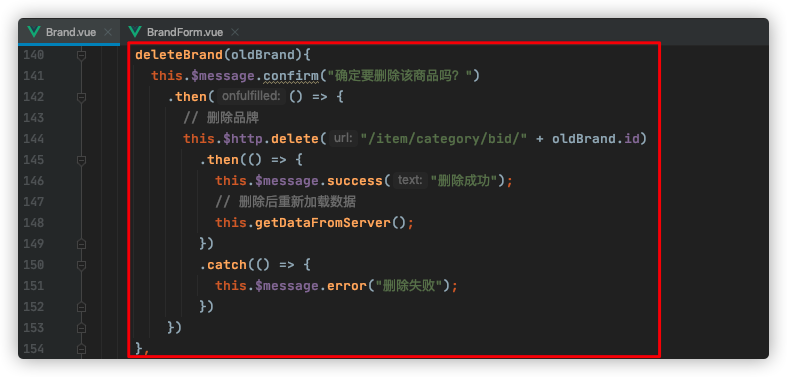 Brand.vue BrandForm.vue
140 deleteBrand(oldBrand){
141 this.$message.confirm("确定要删除该商品吗？")
142 .then( onfulfilled: () => {
143 // 删除品牌
144 this.$http.delete( url: "/item/category/bid/" + oldBrand.id)
145 .then(() => {
146 this.$message.success( text: "删除成功");
147 // 删除后重新加载数据
148 this.getDataFromServer();
149 })
150 .catch(() => {
151 this.$message.error("删除失败");
152 })
153 })
154 },